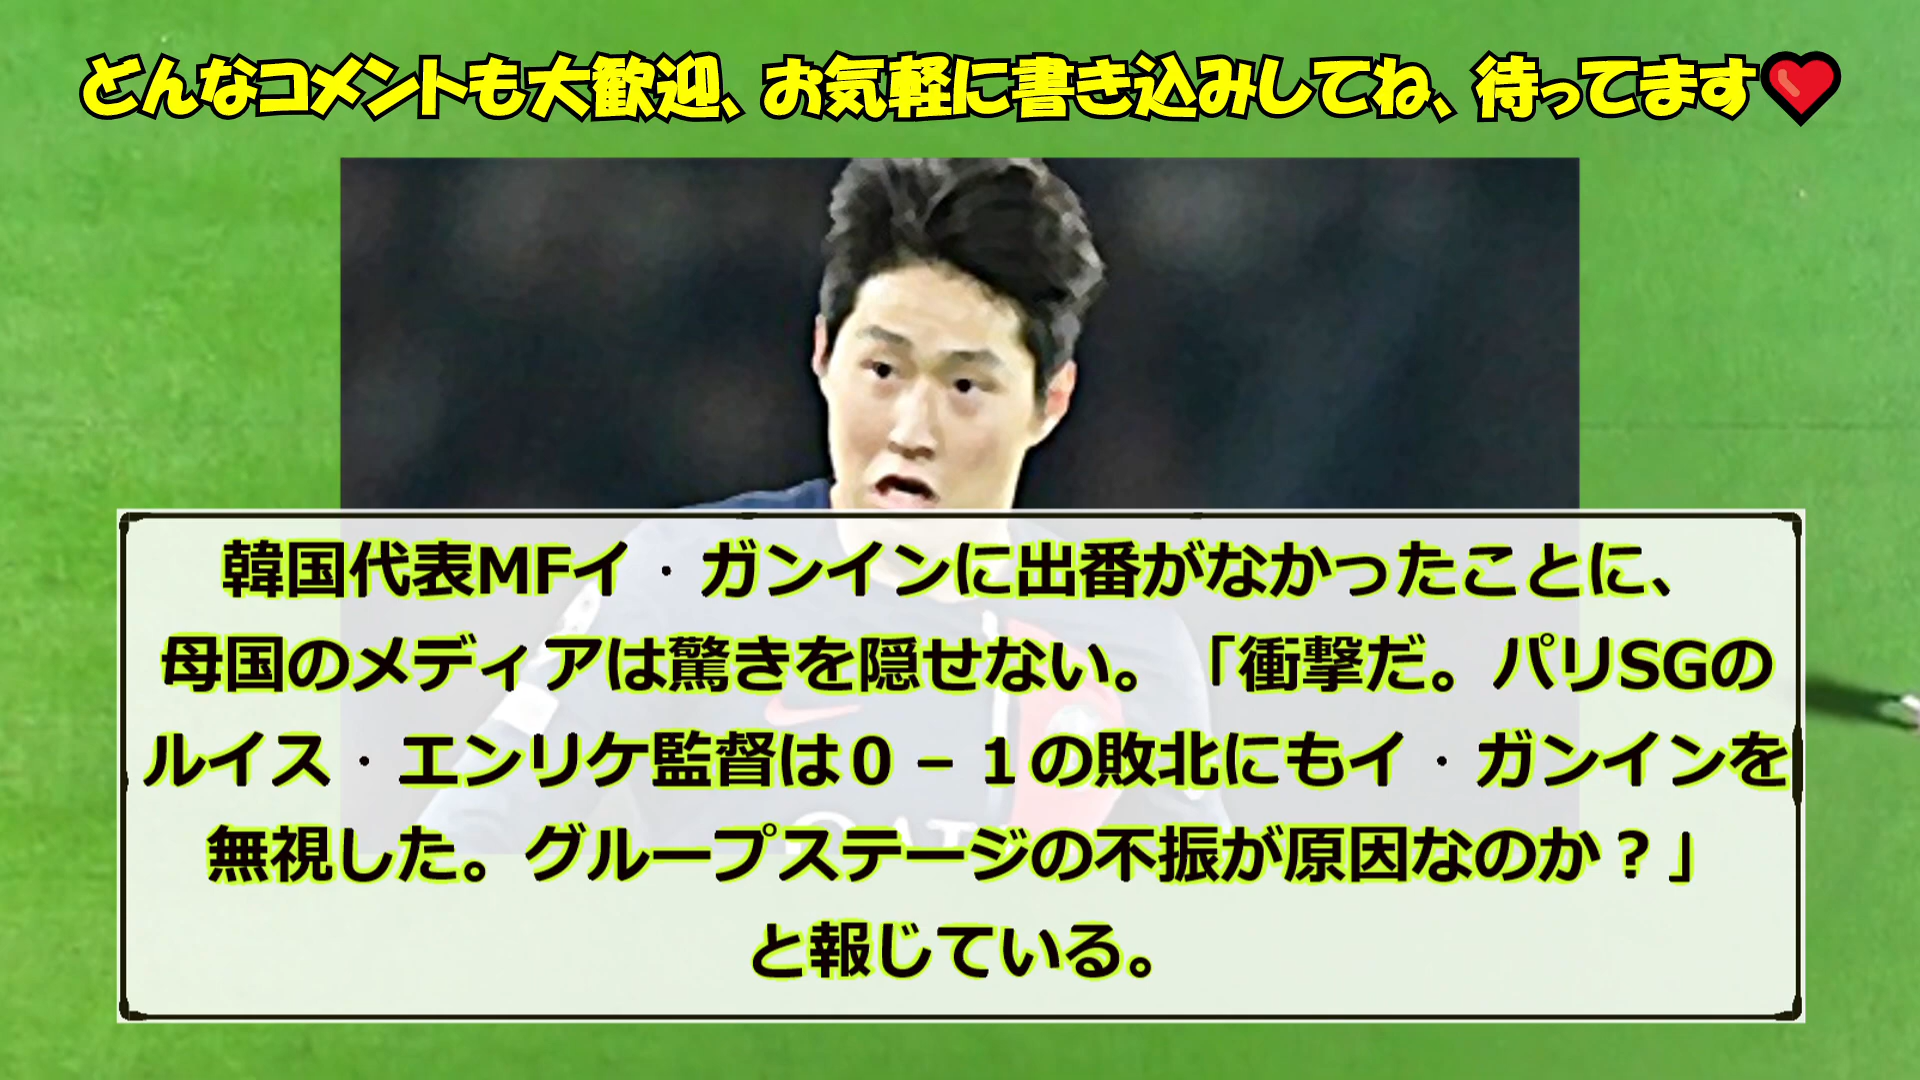 どんなコメントも大歓迎、お気軽に書き込みしてね、待ってます
韓国代表MFイ・ガンインに出番がなかったことに、
母国のメディアは驚きを隠せない。「衝撃だ。パリSGの
ルイス・エンリケ監督は０－１の敗北にもイ・ガンインを
無視した。グループステージの不振が原因なのか？」
と報じている。